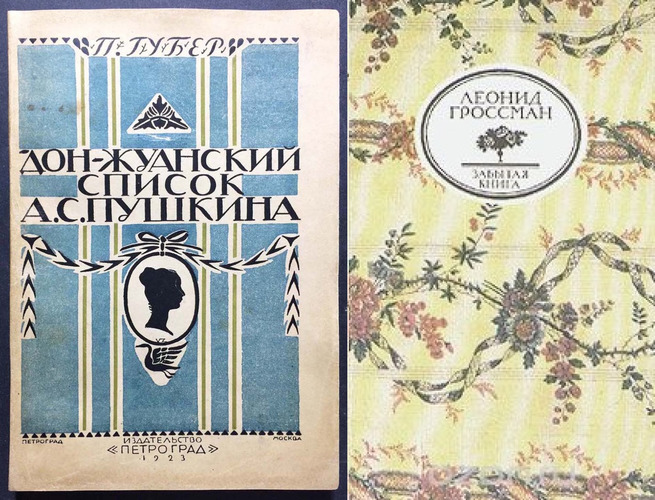 П. ГУБЕР
ДОН-ЖУАНСКИЙ
СПИСОК
А.С. ПУШКИНА
ПЕТРОГРАД
ИЗДАТЕЛЬСТВО
МОСКВА
«ПЕТРОГРАД»
1923
ЛЕОНИД
ГРОССМАН
ЗАБЫТАЯ
КНИГА